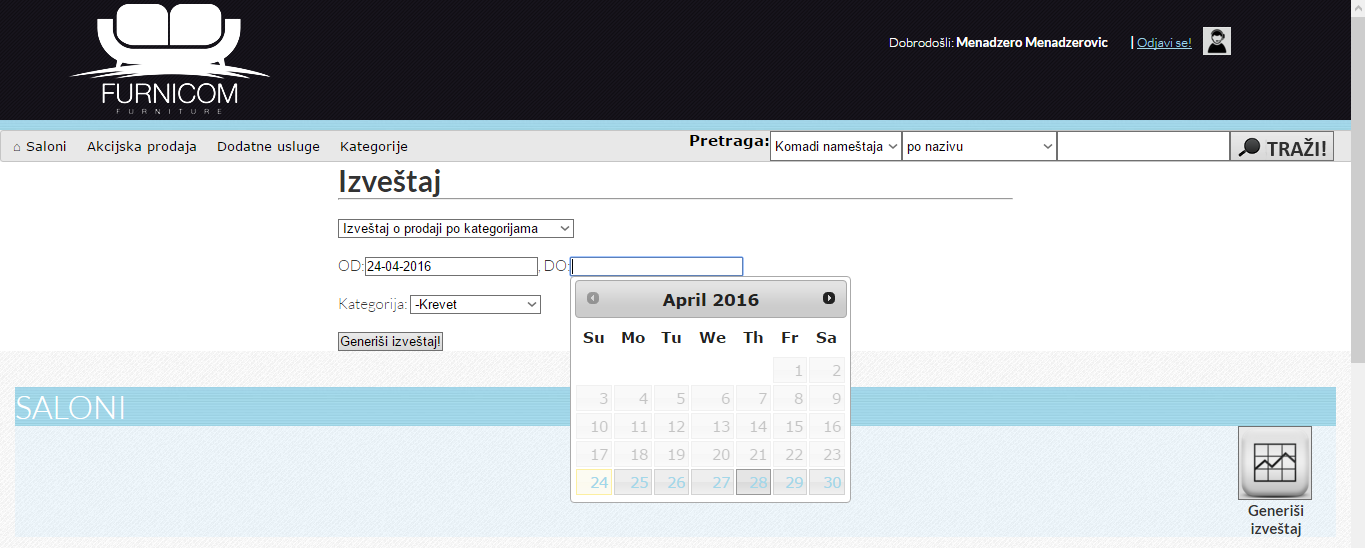 FURNICOM
FURNITURE
Dobrodošli: Menadzero Menadzerovic | Odjavi se!
⌂ Saloni Akcijska prodaja Dodatne usluge Kategorije Pretraga: Komadi nameštaja po nazivu TRAŽI!
Izveštaj
Izveštaj o prodaji po kategorijama
OD: 24-04-2016 , DO:
Kategorija: -Krevet
Generiši izveštaj!
April 2016
Su Mo Tu We Th Fr Sa
1 2
3 4 5 6 7 8 9
10 11 12 13 14 15 16
17 18 19 20 21 22 23
24 25 26 27 28 29 30
SALONI
Generiši
izveštaj